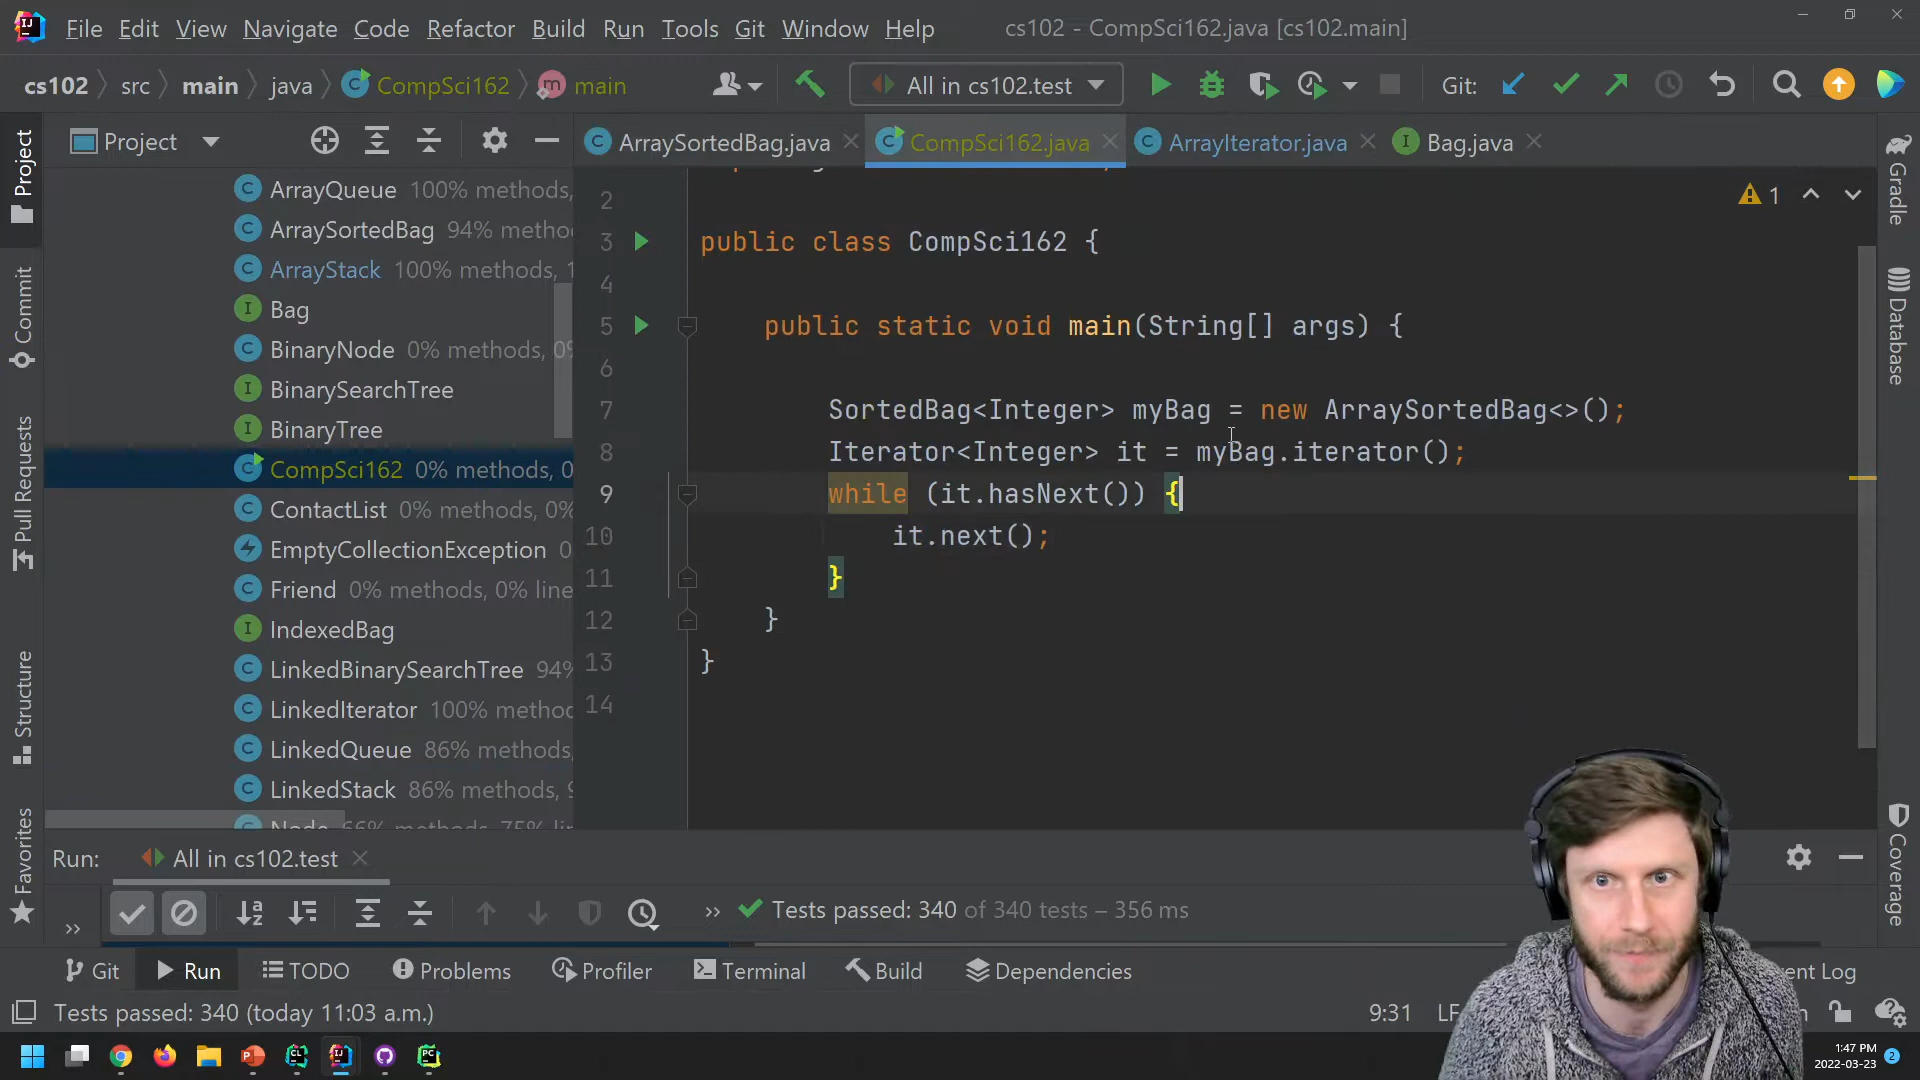 File Edit View Navigate Code Refactor Build Run Tools Git Window Help cs102 - CompSci162.java [cs102.main]
cs102 src main java CompSci162 main All in cs102.test Git:
Project ArraySortedBag.java CompSci162.java ArrayIterator.java Bag.java
Project
Commit
Pull Requests
Structure
Favorites
ArrayQueue 100% methods,
ArraySortedBag 94% metho
ArrayStack 100% methods, 1
Bag
BinaryNode 0% methods, 0%
BinarySearchTree
BinaryTree
CompSci162 0% methods, 0
ContactList 0% methods, 0%
EmptyCollectionException 0
Friend 0% methods, 0% line
IndexedBag
LinkedBinarySearchTree 94%
LinkedIterator 100% method
LinkedQueue 86% methods,
LinkedStack 86% methods, 9
Node 66% methods, 75% li
1
2
3 public class CompSci162 {
4
5 public static void main(String[] args) {
6
7 SortedBag<Integer> myBag = new ArraySortedBag<>();
8 Iterator<Integer> it = myBag.iterator();
9 while (it.hasNext()) {
10 it.next();
11 }
12 }
13 }
14
Gradle
Database
Coverage
Run: All in cs102.test
Tests passed: 340 of 340 tests – 356 ms
Git Run TODO Problems Profiler Terminal Build Dependencies Log
Tests passed: 340 (today 11:03 a.m.) 9:31 LF
1:47 PM
2022-03-23
2